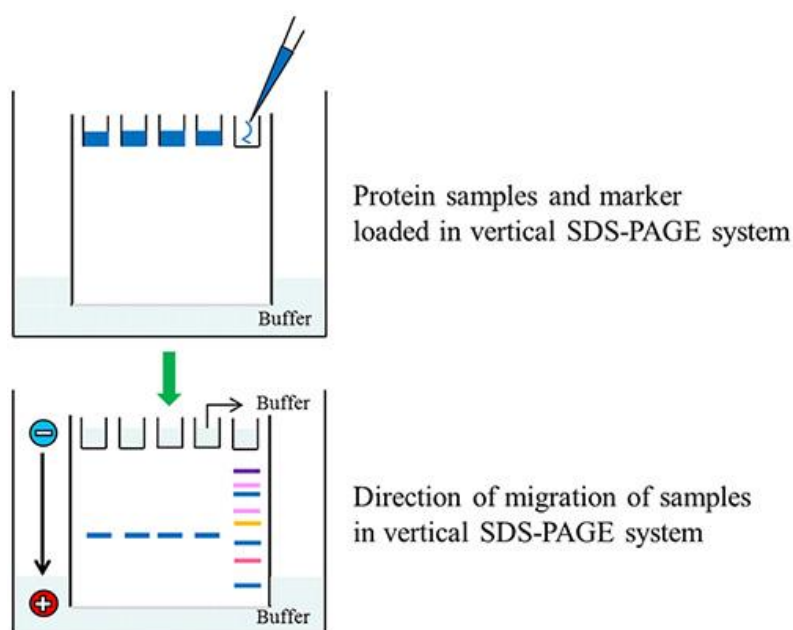 Protein samples and marker
loaded in vertical SDS-PAGE system
Buffer
Buffer
Direction of migration of samples
in vertical SDS-PAGE system
Buffer